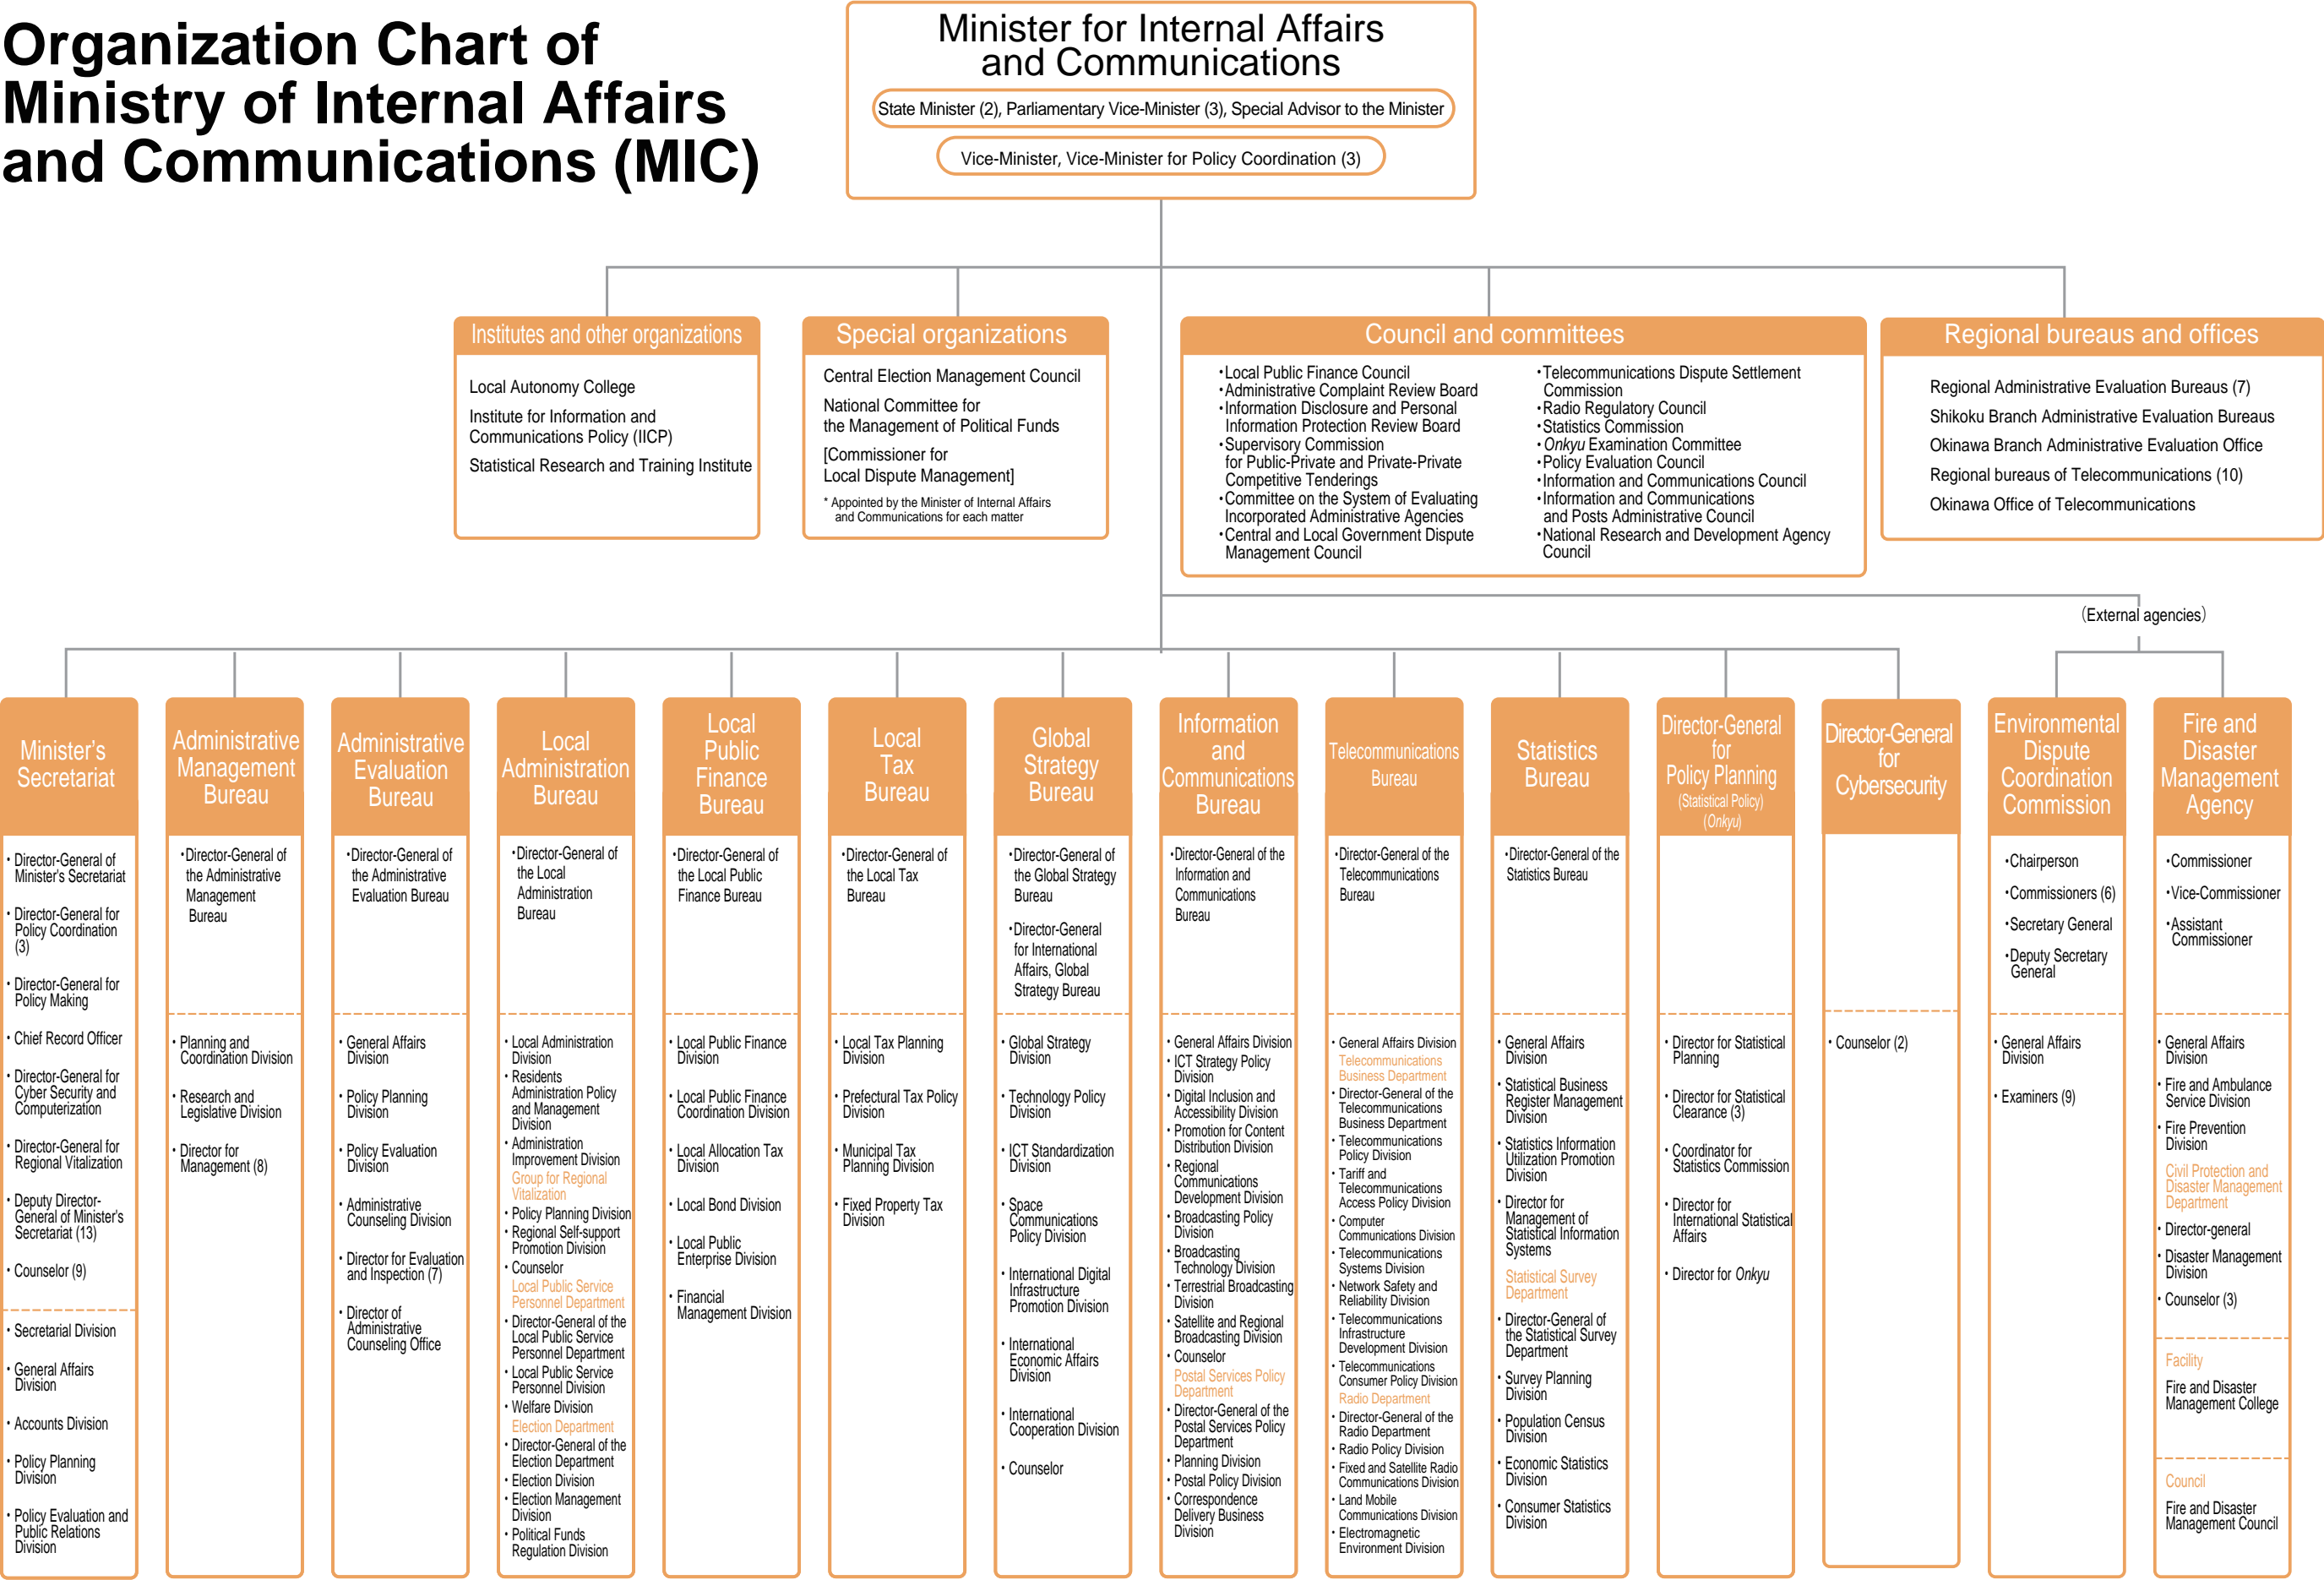 Organization Chart of
Ministry of Internal Affairs
and Communications (MIC)
Minister for Internal Affairs
and Communications
State Minister (2), Parliamentary Vice-Minister (3), Special Advisor to the Minister
Vice-Minister, Vice-Minister for Policy Coordination (3)
Institutes and other organizations
Local Autonomy College
Institute for Information and
Communications Policy (IICP)
Statistical Research and Training Institute
Special organizations
Central Election Management Council
National Committee for
the Management of Political Funds
[Commissioner for
Local Dispute Management]
* Appointed by the Minister of Internal Affairs
and Communications for each matter
Council and committees
・Local Public Finance Council
・Administrative Complaint Review Board
・Information Disclosure and Personal
Information Protection Review Board
・Supervisory Commission
for Public-Private and Private-Private
Competitive Tenderings
・Committee on the System of Evaluating
Incorporated Administrative Agencies
・Central and Local Government Dispute
Management Council
・Telecommunications Dispute Settlement
Commission
・Radio Regulatory Council
・Statistics Commission
・Onkyu Examination Committee
・Policy Evaluation Council
・Information and Communications Council
・Information and Communications
and Posts Administrative Council
・National Research and Development Agency
Council
Regional bureaus and offices
Regional Administrative Evaluation Bureaus (7)
Shikoku Branch Administrative Evaluation Bureaus
Okinawa Branch Administrative Evaluation Office
Regional bureaus of Telecommunications (10)
Okinawa Office of Telecommunications
(External agencies)
Minister's
Secretariat
・Director-General of
Minister's Secretariat
・Director-General for
Policy Coordination
(3)
・Director-General for
Policy Making
・Chief Record Officer
・Director-General for
Cyber Security and
Computerization
・Director-General for
Regional Vitalization
・Deputy Director-
General of Minister's
Secretariat (13)
・Counselor (9)
・Secretarial Division
・General Affairs
Division
・Accounts Division
・Policy Planning
Division
・Policy Evaluation and
Public Relations
Division
Administrative
Management
Bureau
・Director-General of
the Administrative
Management
Bureau
・Planning and
Coordination Division
・Research and
Legislative Division
・Director for
Management (8)
Administrative
Evaluation
Bureau
・Director-General of
the Administrative
Evaluation Bureau
・General Affairs
Division
・Policy Planning
Division
・Policy Evaluation
Division
・Administrative
Counseling Division
・Director for Evaluation
and Inspection (7)
・Director of
Administrative
Counseling Office
Local
Administration
Bureau
・Director-General of
the Local
Administration
Bureau
・Local Administration
Division
・Residents
Administration Policy
and Management
Division
・Administration
Improvement Division
Group for Regional
Vitalization
・Policy Planning Division
・Regional Self-support
Promotion Division
・Counselor
Local Public Service
Personnel Department
・Director-General of the
Local Public Service
Personnel Department
・Local Public Service
Personnel Division
・Welfare Division
Election Department
・Director-General of the
Election Department
・Election Division
・Election Management
Division
・Political Funds
Regulation Division
Local
Public
Finance
Bureau
・Director-General of
the Local Public
Finance Bureau
・Local Public Finance
Division
・Local Public Finance
Coordination Division
・Local Allocation Tax
Division
・Local Bond Division
・Local Public
Enterprise Division
・Financial
Management Division
Local
Tax
Bureau
・Director-General of
the Local Tax
Bureau
・Local Tax Planning
Division
・Prefectural Tax Policy
Division
・Municipal Tax
Planning Division
・Fixed Property Tax
Division
Global
Strategy
Bureau
・Director-General of
the Global Strategy
Bureau
・Director-General
for International
Affairs, Global
Strategy Bureau
・Global Strategy
Division
・Technology Policy
Division
・ICT Standardization
Division
・Space
Communications
Policy Division
・International Digital
Infrastructure
Promotion Division
・International
Economic Affairs
Division
・International
Cooperation Division
・Counselor
Information
and
Communications
Bureau
・Director-General of the
Information and
Communications
Bureau
・General Affairs Division
・ICT Strategy Policy
Division
・Digital Inclusion and
Accessibility Division
・Promotion for Content
Distribution Division
・Regional
Communications
Development Division
・Broadcasting Policy
Division
・Broadcasting
Technology Division
・Terrestrial Broadcasting
Division
・Satellite and Regional
Broadcasting Division
・Counselor
Postal Services Policy
Department
・Director-General of the
Postal Services Policy
Department
・Planning Division
・Postal Policy Division
・Correspondence
Delivery Business
Division
Telecommunications
Bureau
・Director-General of the
Telecommunications
Bureau
・General Affairs Division
Telecommunications
Business Department
・Director-General of the
Telecommunications
Business Department
・Telecommunications
Policy Division
・Tariff and
Telecommunications
Access Policy Division
・Computer
Communications Division
・Telecommunications
Systems Division
・Network Safety and
Reliability Division
・Telecommunications
Infrastructure
Development Division
・Telecommunications
Consumer Policy Division
Radio Department
・Director-General of the
Radio Department
・Radio Policy Division
・Fixed and Satellite Radio
Communications Division
・Land Mobile
Communications Division
・Electromagnetic
Environment Division
Statistics
Bureau
・Director-General of the
Statistics Bureau
・General Affairs
Division
・Statistical Business
Register Management
Division
・Statistics Information
Utilization Promotion
Division
・Director for
Management of
Statistical Information
Systems
Statistical Survey
Department
・Director-General of
the Statistical Survey
Department
・Survey Planning
Division
・Population Census
Division
・Economic Statistics
Division
・Consumer Statistics
Division
Director-General
for
Policy Planning
(Statistical Policy)
(Onkyu)
・Director for Statistical
Planning
・Director for Statistical
Clearance (3)
・Coordinator for
Statistics Commission
・Director for
International Statistical
Affairs
・Director for Onkyu
Director-General
for
Cybersecurity
・Counselor (2)
Environmental
Dispute
Coordination
Commission
・Chairperson
・Commissioners (6)
・Secretary General
・Deputy Secretary
General
・General Affairs
Division
・Examiners (9)
Fire and
Disaster
Management
Agency
・Commissioner
・Vice-Commissioner
・Assistant
Commissioner
・General Affairs
Division
・Fire and Ambulance
Service Division
・Fire Prevention
Division
Civil Protection and
Disaster Management
Department
・Director-general
・Disaster Management
Division
・Counselor (3)
Facility
Fire and Disaster
Management College
Council
Fire and Disaster
Management Council